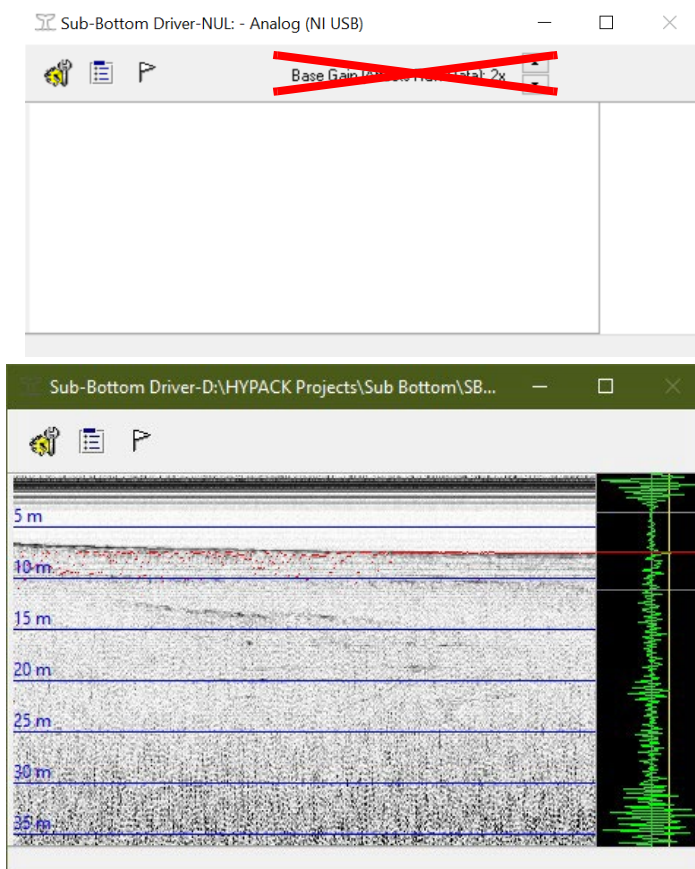 Sub-Bottom Driver-NUL: - Analog (NI USB)
Base Gain 2x
Sub-Bottom Driver-D:\HYPACK Projects\Sub Bottom\SB...
5 m
10 m
15 m
20 m
25 m
30 m
35 m